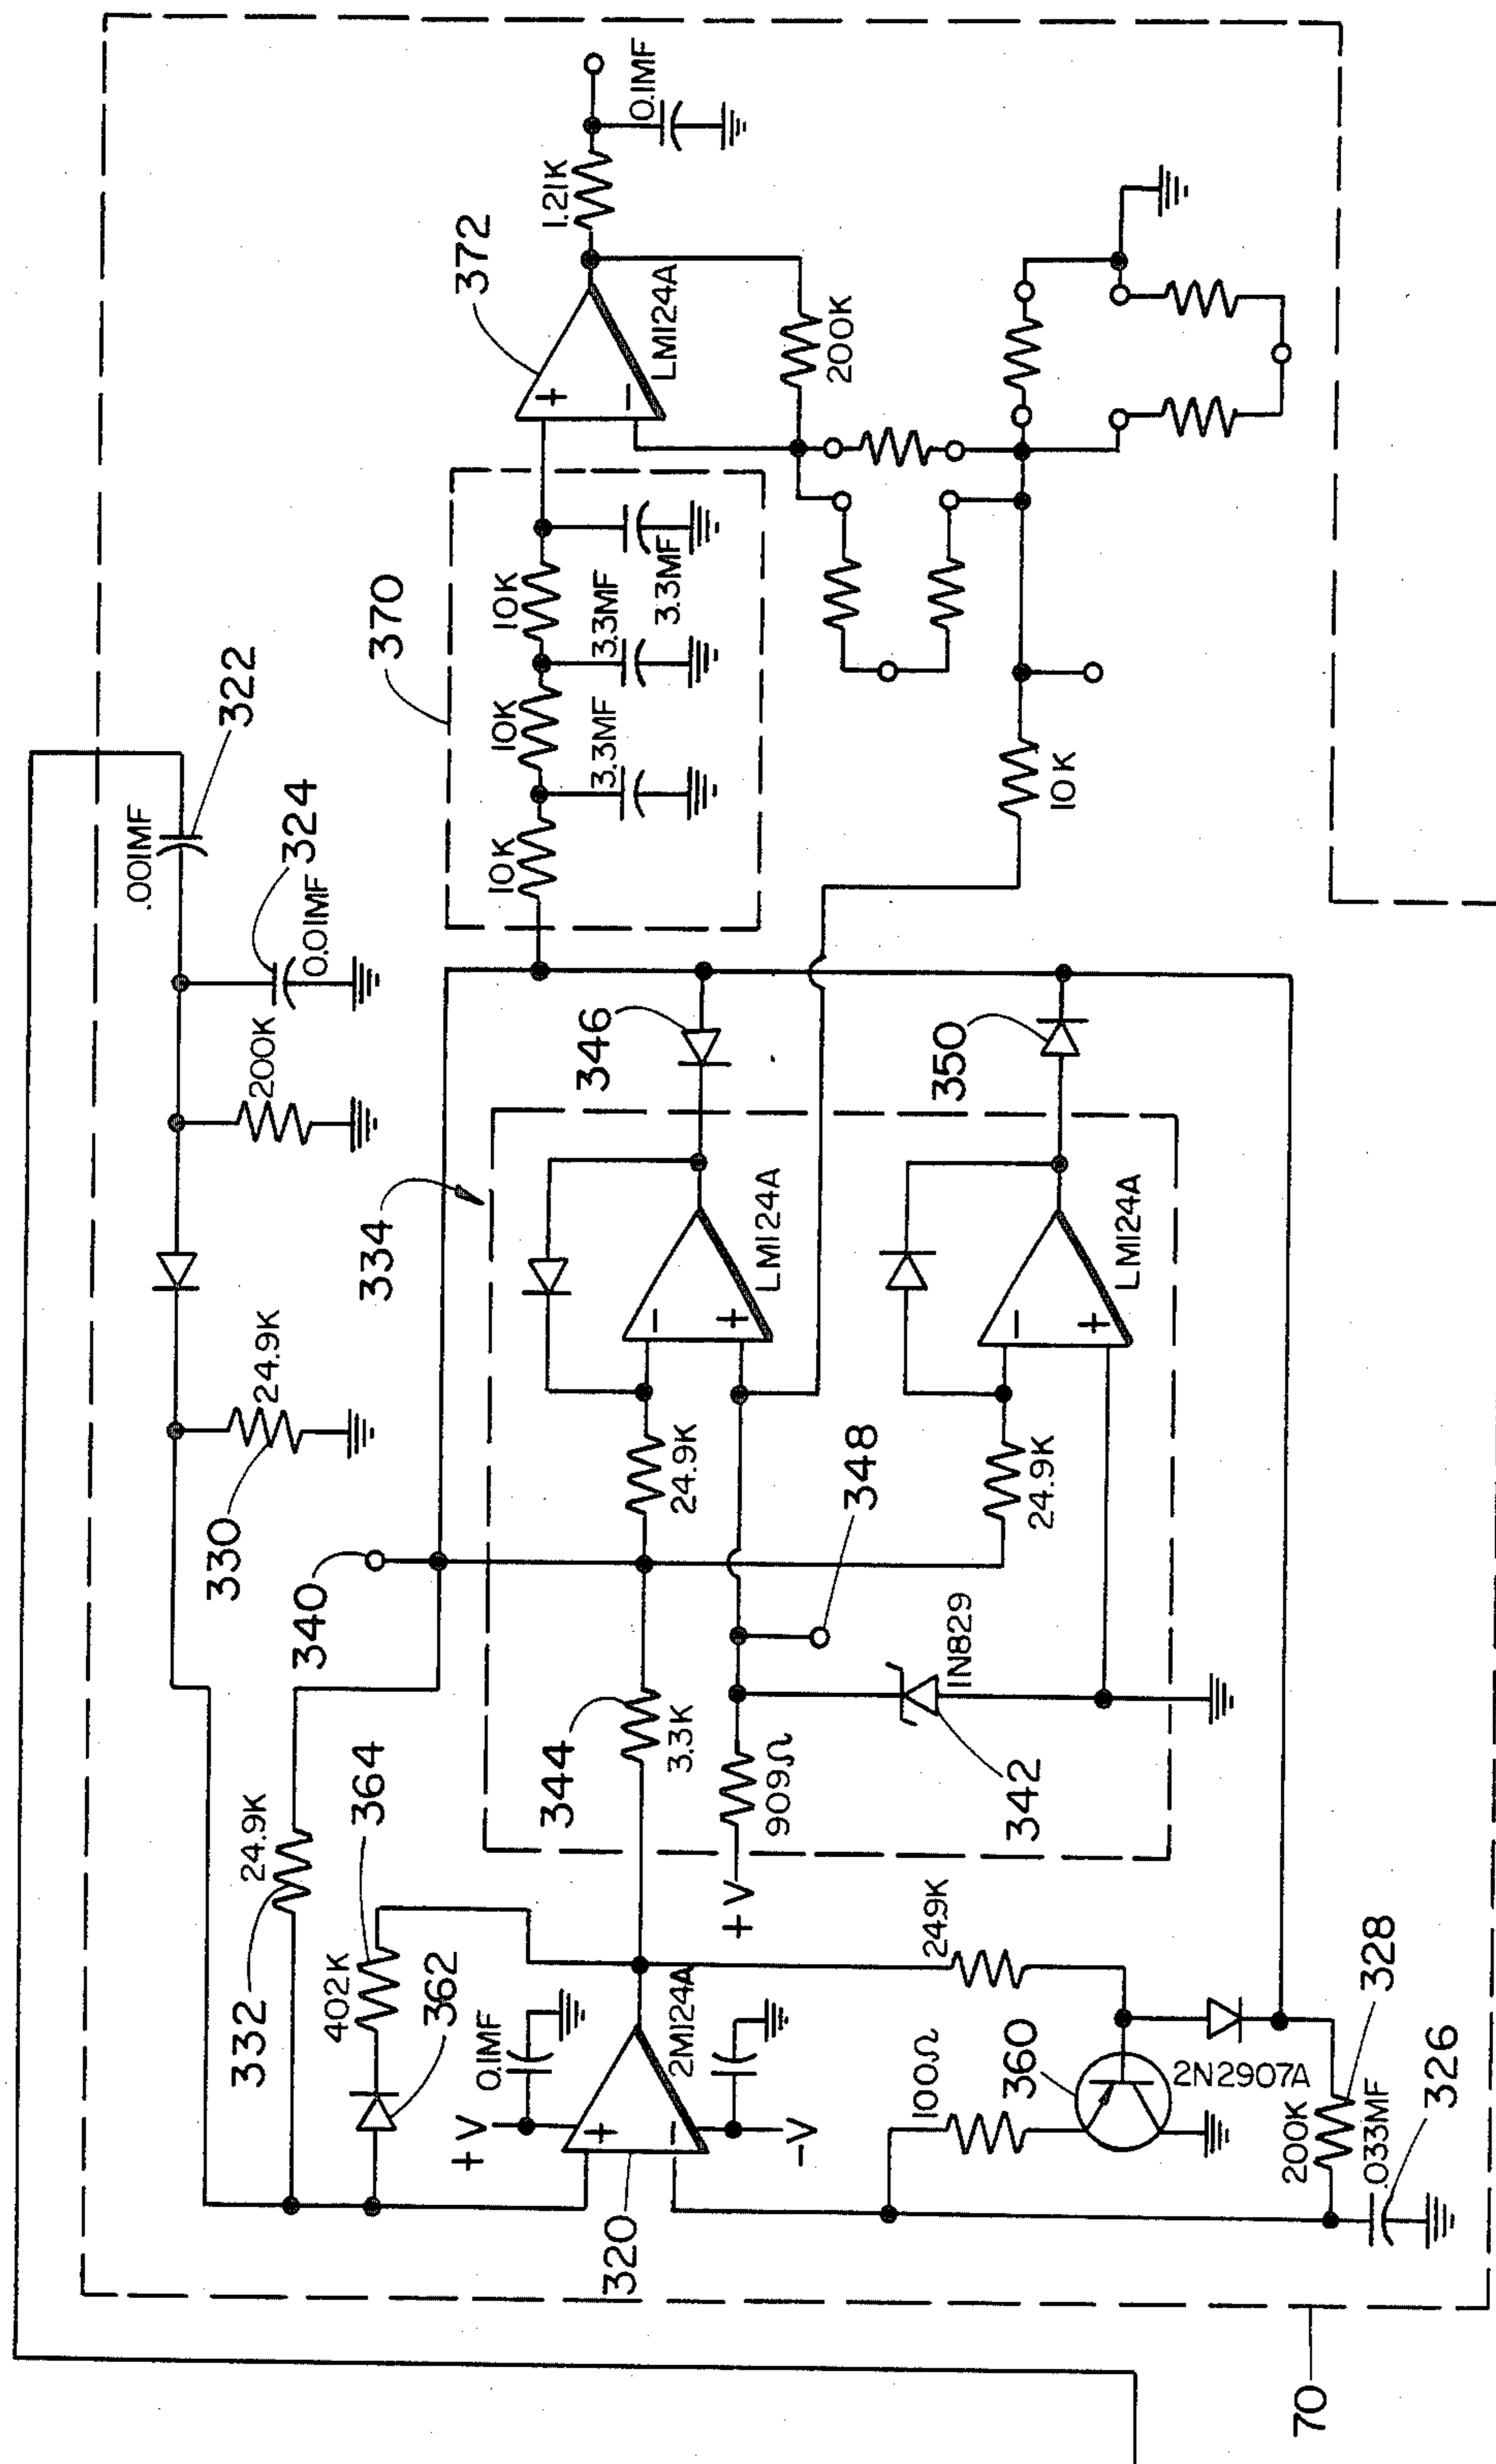 .001MF
322
324
0.01MF
200K
330
24.9K
340
332
24.9K
364
402K
362
0.1MF
+V
2M124A
-V
320
334
344
3.3K
24.9K
-
+
LM124A
346
909Ω
+V
348
342
1N829
24.9K
-
+
LM124A
350
370
10K
10K
10K
3.3MF
3.3MF
3.3MF
372
+
-
LM124A
1.21K
0.1MF
200K
10K
+
-
249K
100Ω
360
2N2907A
200K
328
.033MF
326
70